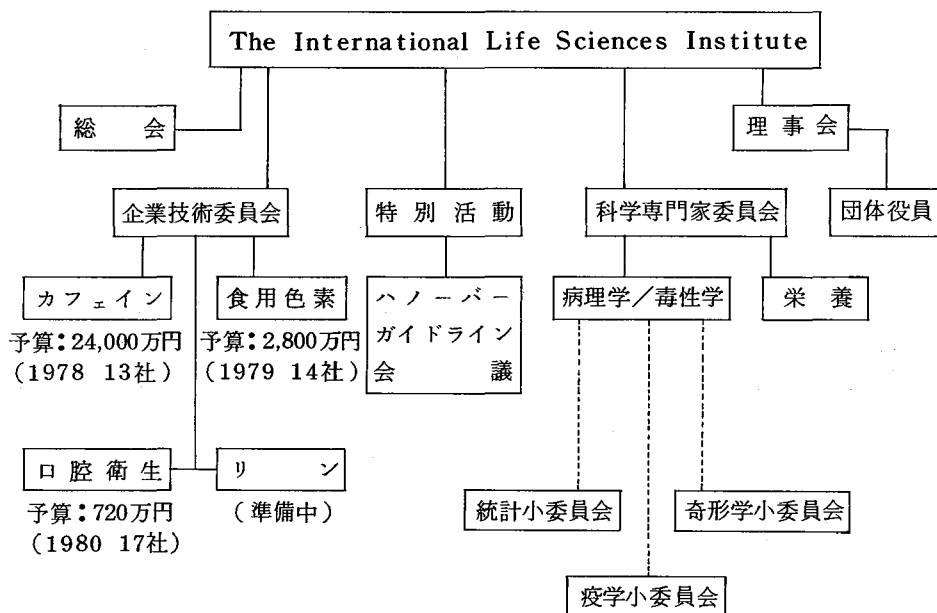 The International Life Sciences Institute
総会
理事会
企業技術委員会
特別活動
科学専門家委員会
団体役員
カフェイン
食用色素
ハノーバー
ガイドライン
会議
病理学／毒性学
栄養
予算：24,000万円
（1978 13社）
予算：2,800万円
（1979 14社）
口腔衛生
リン
予算：720万円
（1980 17社）
（準備中）
統計小委員会
奇形学小委員会
疫学小委員会